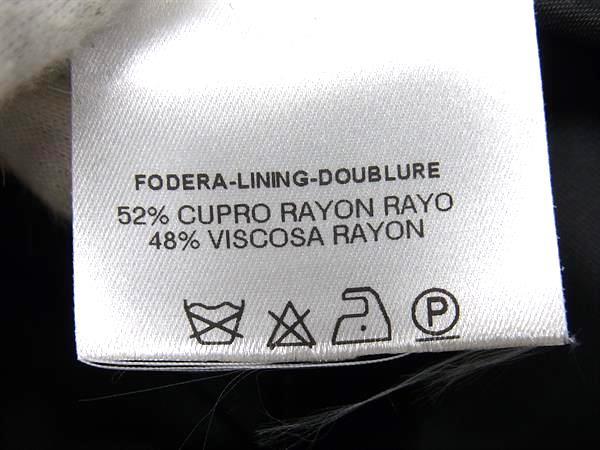 FODERA-LINING-DOUBLURE
52% CUPRO RAYON RAYO
48% VISCOSA RAYON
P